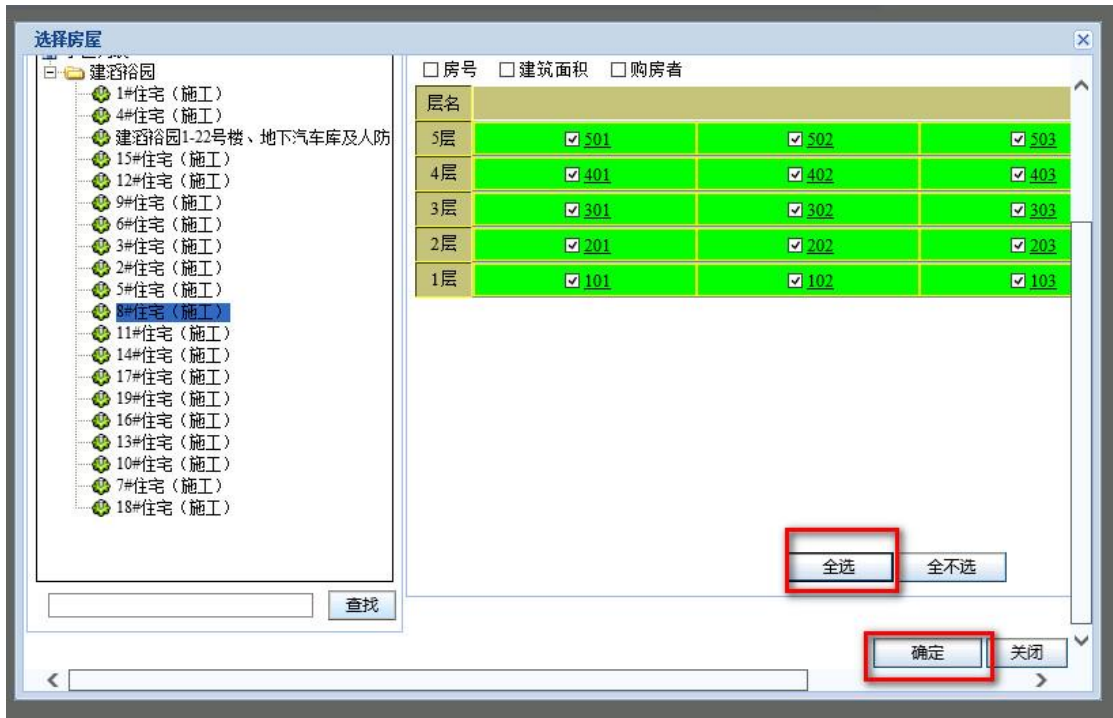 选择房屋
建滔裕园
1#住宅（施工）
4#住宅（施工）
建滔裕园1-22号楼、地下汽车库及人防
15#住宅（施工）
12#住宅（施工）
9#住宅（施工）
6#住宅（施工）
3#住宅（施工）
2#住宅（施工）
5#住宅（施工）
8#住宅（施工）
11#住宅（施工）
14#住宅（施工）
17#住宅（施工）
19#住宅（施工）
16#住宅（施工）
13#住宅（施工）
10#住宅（施工）
7#住宅（施工）
18#住宅（施工）
查找
房号 建筑面积 购房者
层名
5层 501 502 503
4层 401 402 403
3层 301 302 303
2层 201 202 203
1层 101 102 103
全选 全不选
确定 关闭